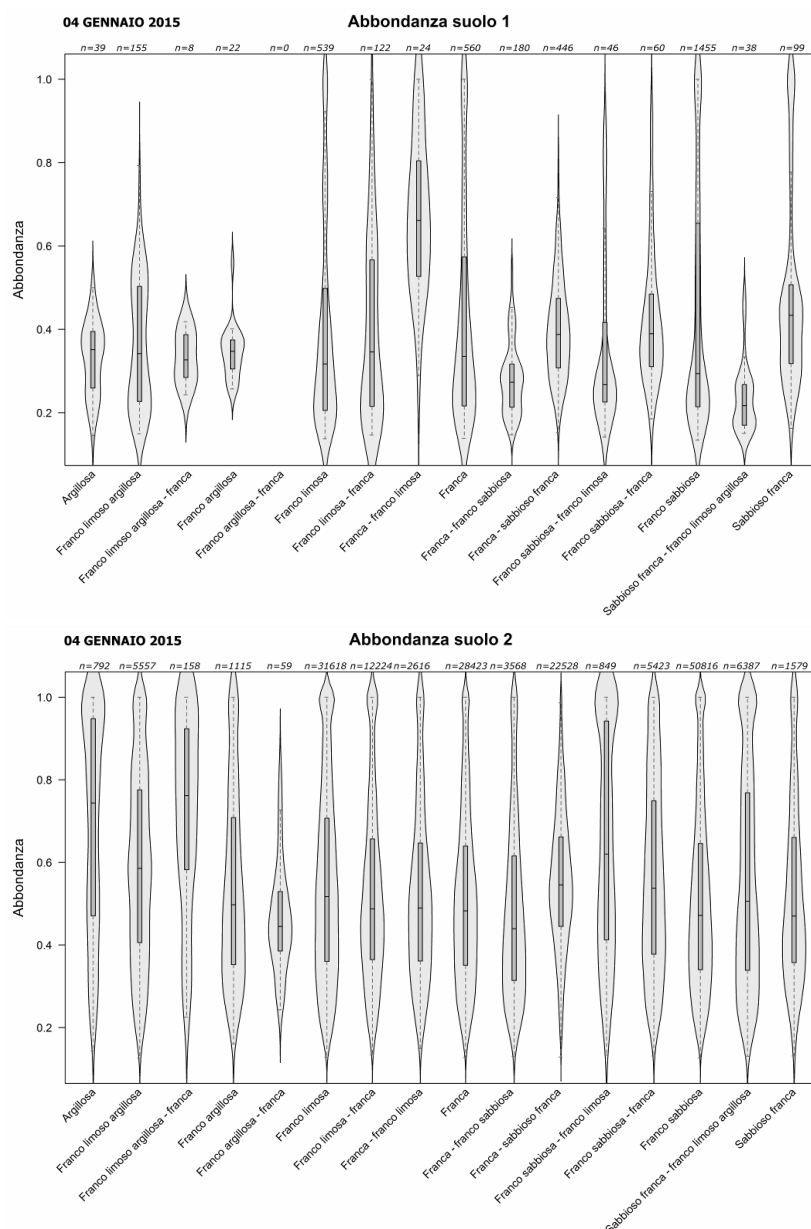 04 GENNAIO 2015 Abbondanza suolo 1
n=39 n=155 n=8 n=22 n=0 n=539 n=122 n=24 n=560 n=180 n=446 n=46 n=60 n=1455 n=38 n=99
1.0
0.8
0.6
0.4
0.2
Abbondanza
Argillosa
Franco limoso argillosa
Franco limoso argillosa - franca
Franco argillosa
Franco argillosa - franca
Franco limosa
Franco limosa - franca
Franca - franco limosa
Franca
Franca - franco sabbiosa
Franca - sabbioso franca
Franco sabbiosa - franco limosa
Franco sabbiosa - franca
Franco sabbiosa
Sabbioso franca - franco limoso argillosa
Sabbioso franca
04 GENNAIO 2015 Abbondanza suolo 2
n=792 n=5557 n=158 n=1115 n=59 n=31618 n=12224 n=2616 n=28423 n=3568 n=22528 n=849 n=5423 n=50816 n=6387 n=1579
1.0
0.8
0.6
0.4
0.2
Abbondanza
Argillosa
Franco limoso argillosa
Franco limoso argillosa - franca
Franco argillosa
Franco argillosa - franca
Franco limosa
Franco limosa - franca
Franca - franco limosa
Franca
Franca - franco sabbiosa
Franca - sabbioso franca
Franco sabbiosa - franco limosa
Franco sabbiosa - franca
Franco sabbiosa
Sabbioso franca - franco limoso argillosa
Sabbioso franca